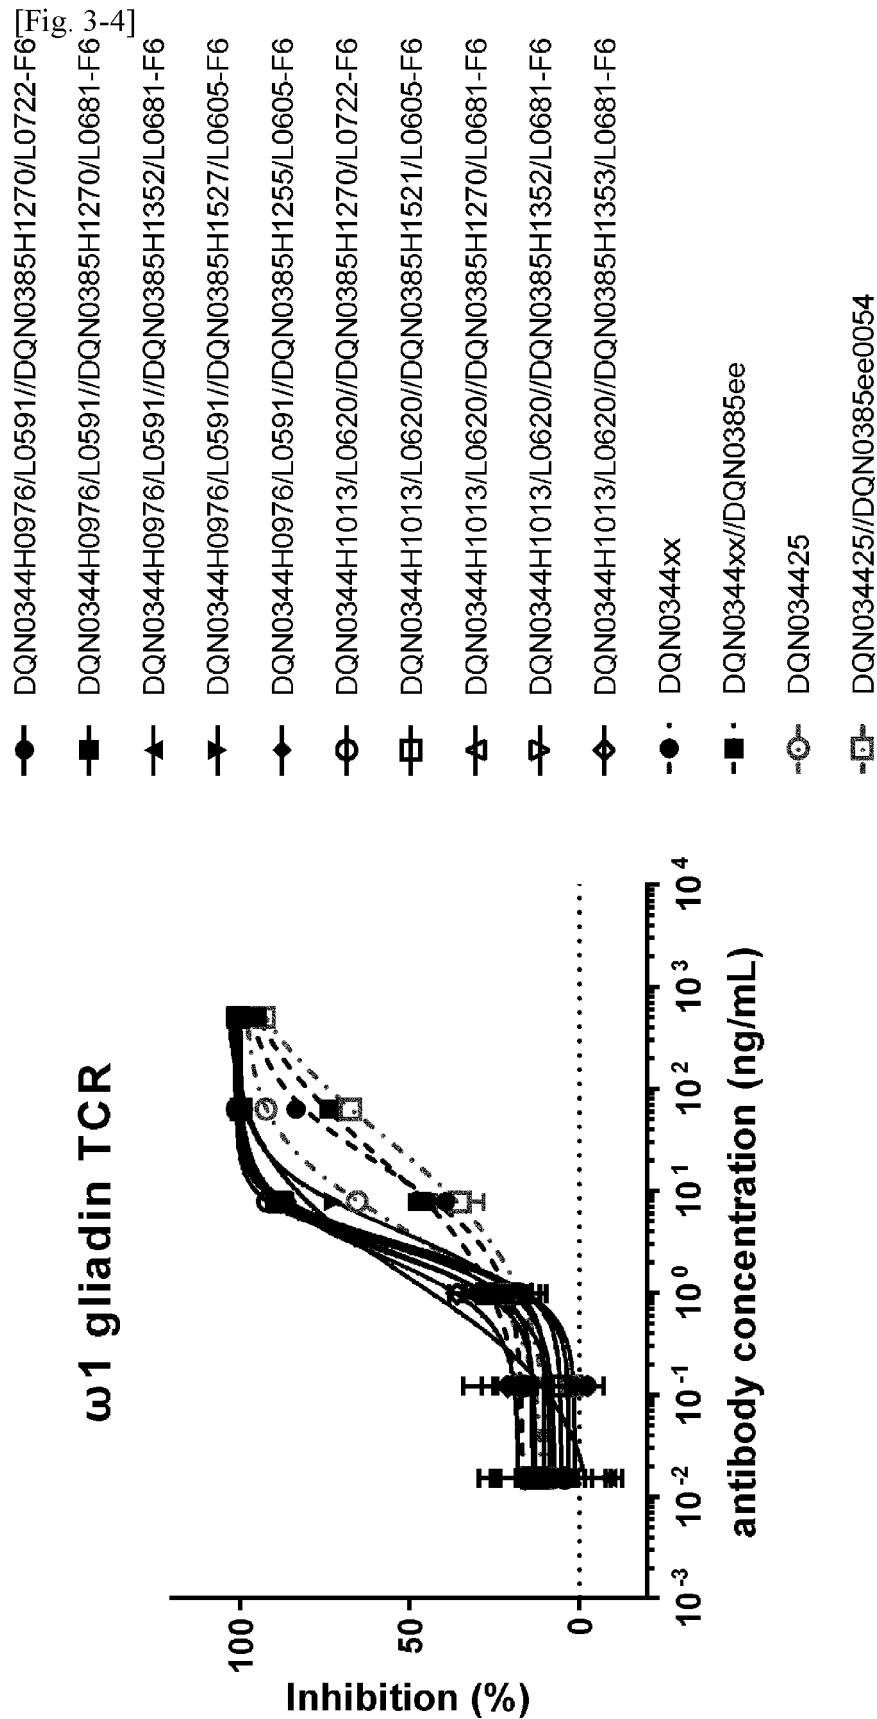 [Fig. 3-4]
ω1 gliadin TCR
Inhibition (%)
100
50
0
10-3
10-2
10-1
100
101
102
103
104
antibody concentration (ng/mL)
DQN0344H0976/L0591//DQN0385H1270/L0722-F6
DQN0344H0976/L0591//DQN0385H1270/L0681-F6
DQN0344H0976/L0591//DQN0385H1352/L0681-F6
DQN0344H0976/L0591//DQN0385H1527/L0605-F6
DQN0344H0976/L0591//DQN0385H1255/L0605-F6
DQN0344H1013/L0620//DQN0385H1270/L0722-F6
DQN0344H1013/L0620//DQN0385H1521/L0605-F6
DQN0344H1013/L0620//DQN0385H1270/L0681-F6
DQN0344H1013/L0620//DQN0385H1352/L0681-F6
DQN0344H1013/L0620//DQN0385H1353/L0681-F6
DQN0344xx
DQN0344xx//DQN0385ee
DQN034425
DQN034425//DQN0385ee0054